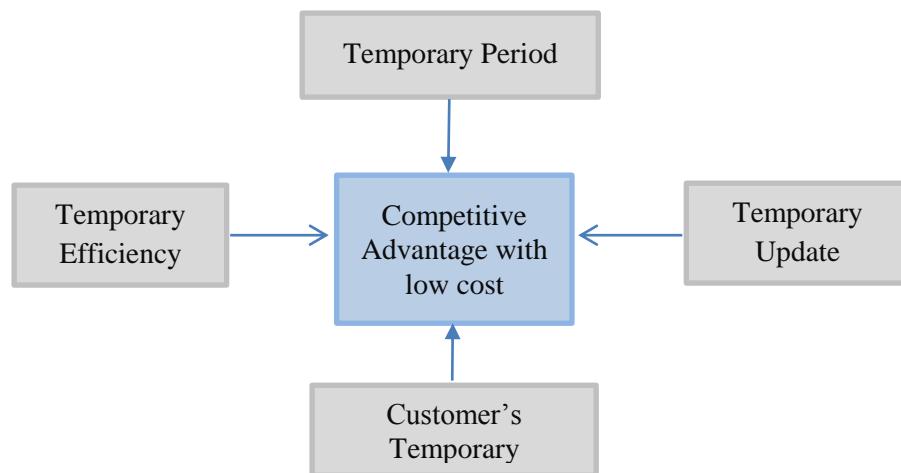 Temporary Period
Temporary
Efficiency
Competitive
Advantage with
low cost
Temporary
Update
Customer’s
Temporary